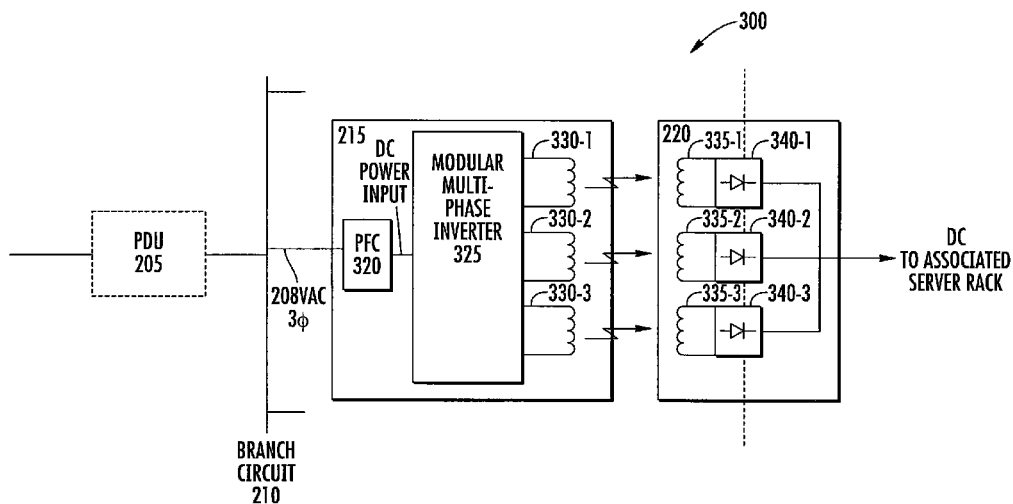 300
215
DC
POWER
INPUT
MODULAR
MULTI-
PHASE
INVERTER
325
330-1
330-2
330-3
220
335-1
340-1
335-2
340-2
335-3
340-3
PDU
205
PFC
320
208VAC
3ϕ
DC
TO ASSOCIATED
SERVER RACK
BRANCH
CIRCUIT
210